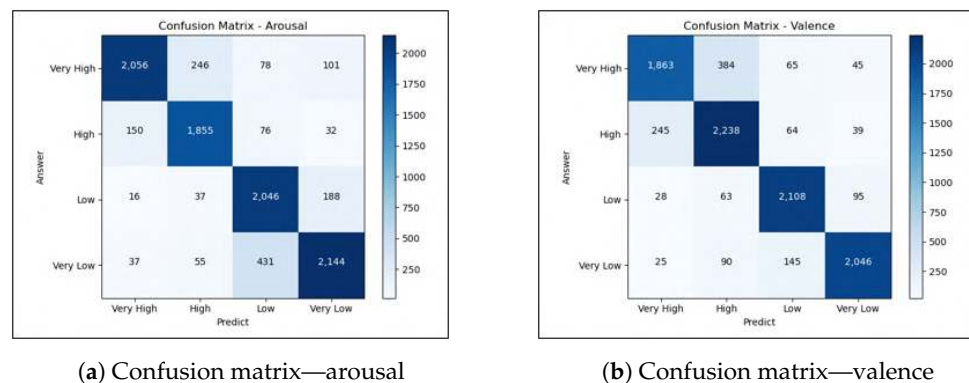 Confusion Matrix - Arousal
Very High 2,056 246 78 101
High 150 1,855 76 32
Low 16 37 2,046 188
Very Low 37 55 431 2,144
Answer
Very High High Low Very Low
Predict
2000
1750
1500
1250
1000
750
500
250
(a) Confusion matrix—arousal
Confusion Matrix - Valence
Very High 1,863 384 65 45
High 245 2,238 64 39
Low 28 63 2,108 95
Very Low 25 90 145 2,046
Answer
Very High High Low Very Low
Predict
2000
1750
1500
1250
1000
750
500
250
(b) Confusion matrix—valence